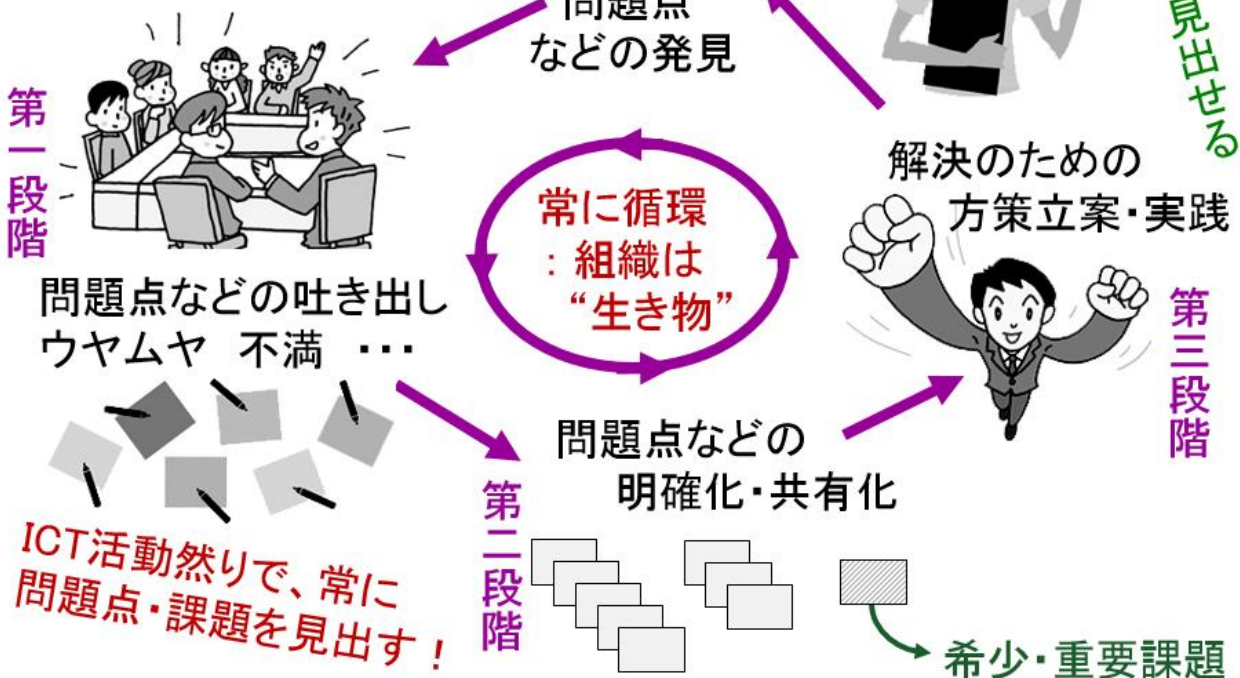 問題点
などの発見
見出せる
第一段階
解決のための
方策立案・実践
常に循環
：組織は
“生き物”
問題点などの吐き出し
ウヤムヤ 不満 ・・・
第三段階
問題点などの
明確化・共有化
第二段階
ICT活動然りで、常に
問題点・課題を見出す！
希少・重要課題